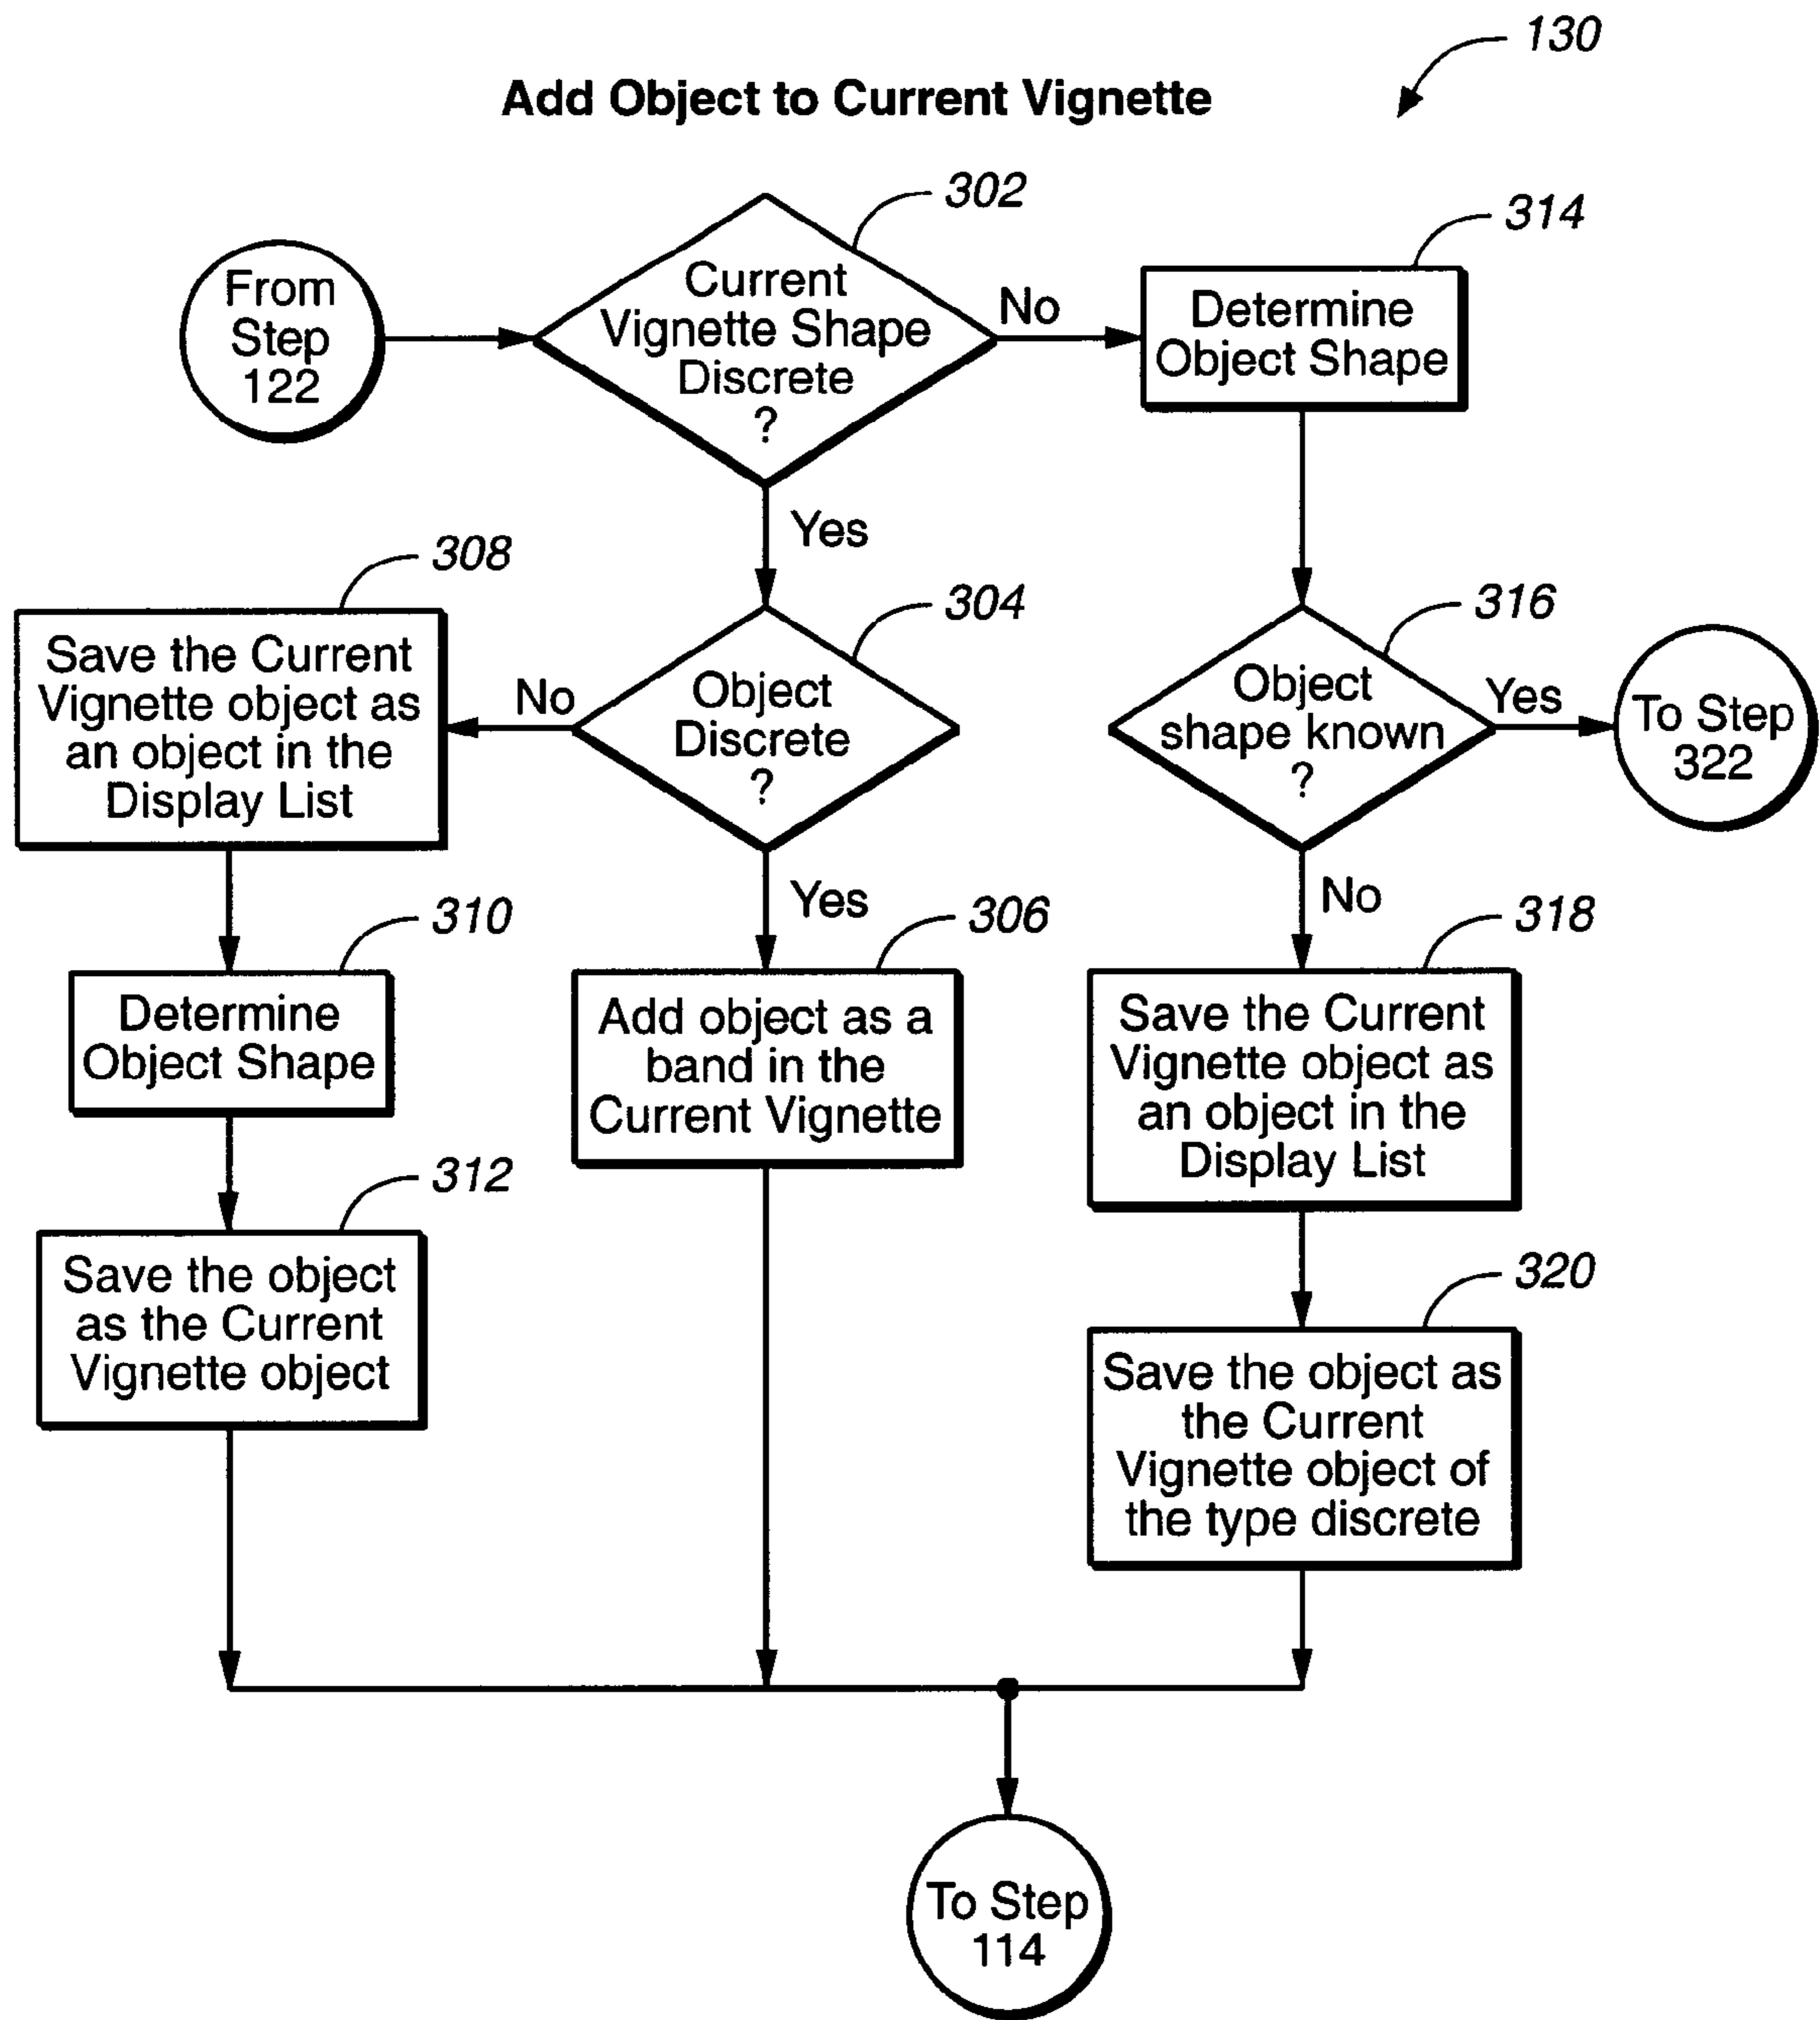 130
Add Object to Current Vignette
302
314
From
Step
122
Current
Vignette Shape
Discrete
?
No
Determine
Object Shape
Yes
308
304
316
Save the Current
Vignette object as
an object in the
Display List
No
Object
Discrete
?
Object
shape known
?
Yes
To Step
322
Yes
No
310
306
318
Determine
Object Shape
Add object as a
band in the
Current Vignette
Save the Current
Vignette object as
an object in the
Display List
312
320
Save the object
as the Current
Vignette object
Save the object as
the Current
Vignette object of
the type discrete
To Step
114